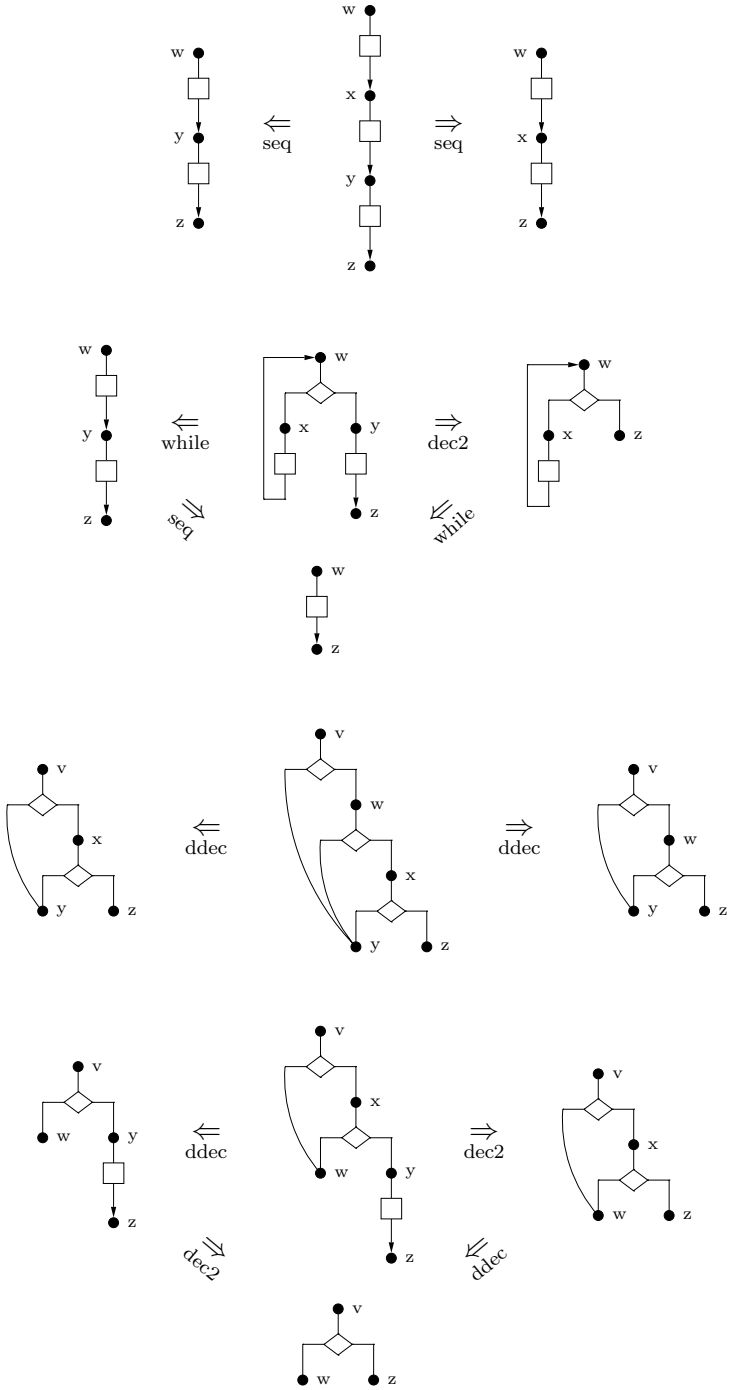 w
w
w
x
y
x
⇐ ⇒
seq seq
y
z
z
z
w
w
w
x y
y
x z
⇐ ⇒
while dec2
z
z
⇒ ⇐
seq while
w
z
v
v
v
w
x
w
⇐ ⇒
ddec ddec
x
y z
y z
y z
v
v
v
x
w y
x
⇐ ⇒
ddec dec2
w y
z
w z
z
⇒ ⇐
dec2 ddec
v
w z